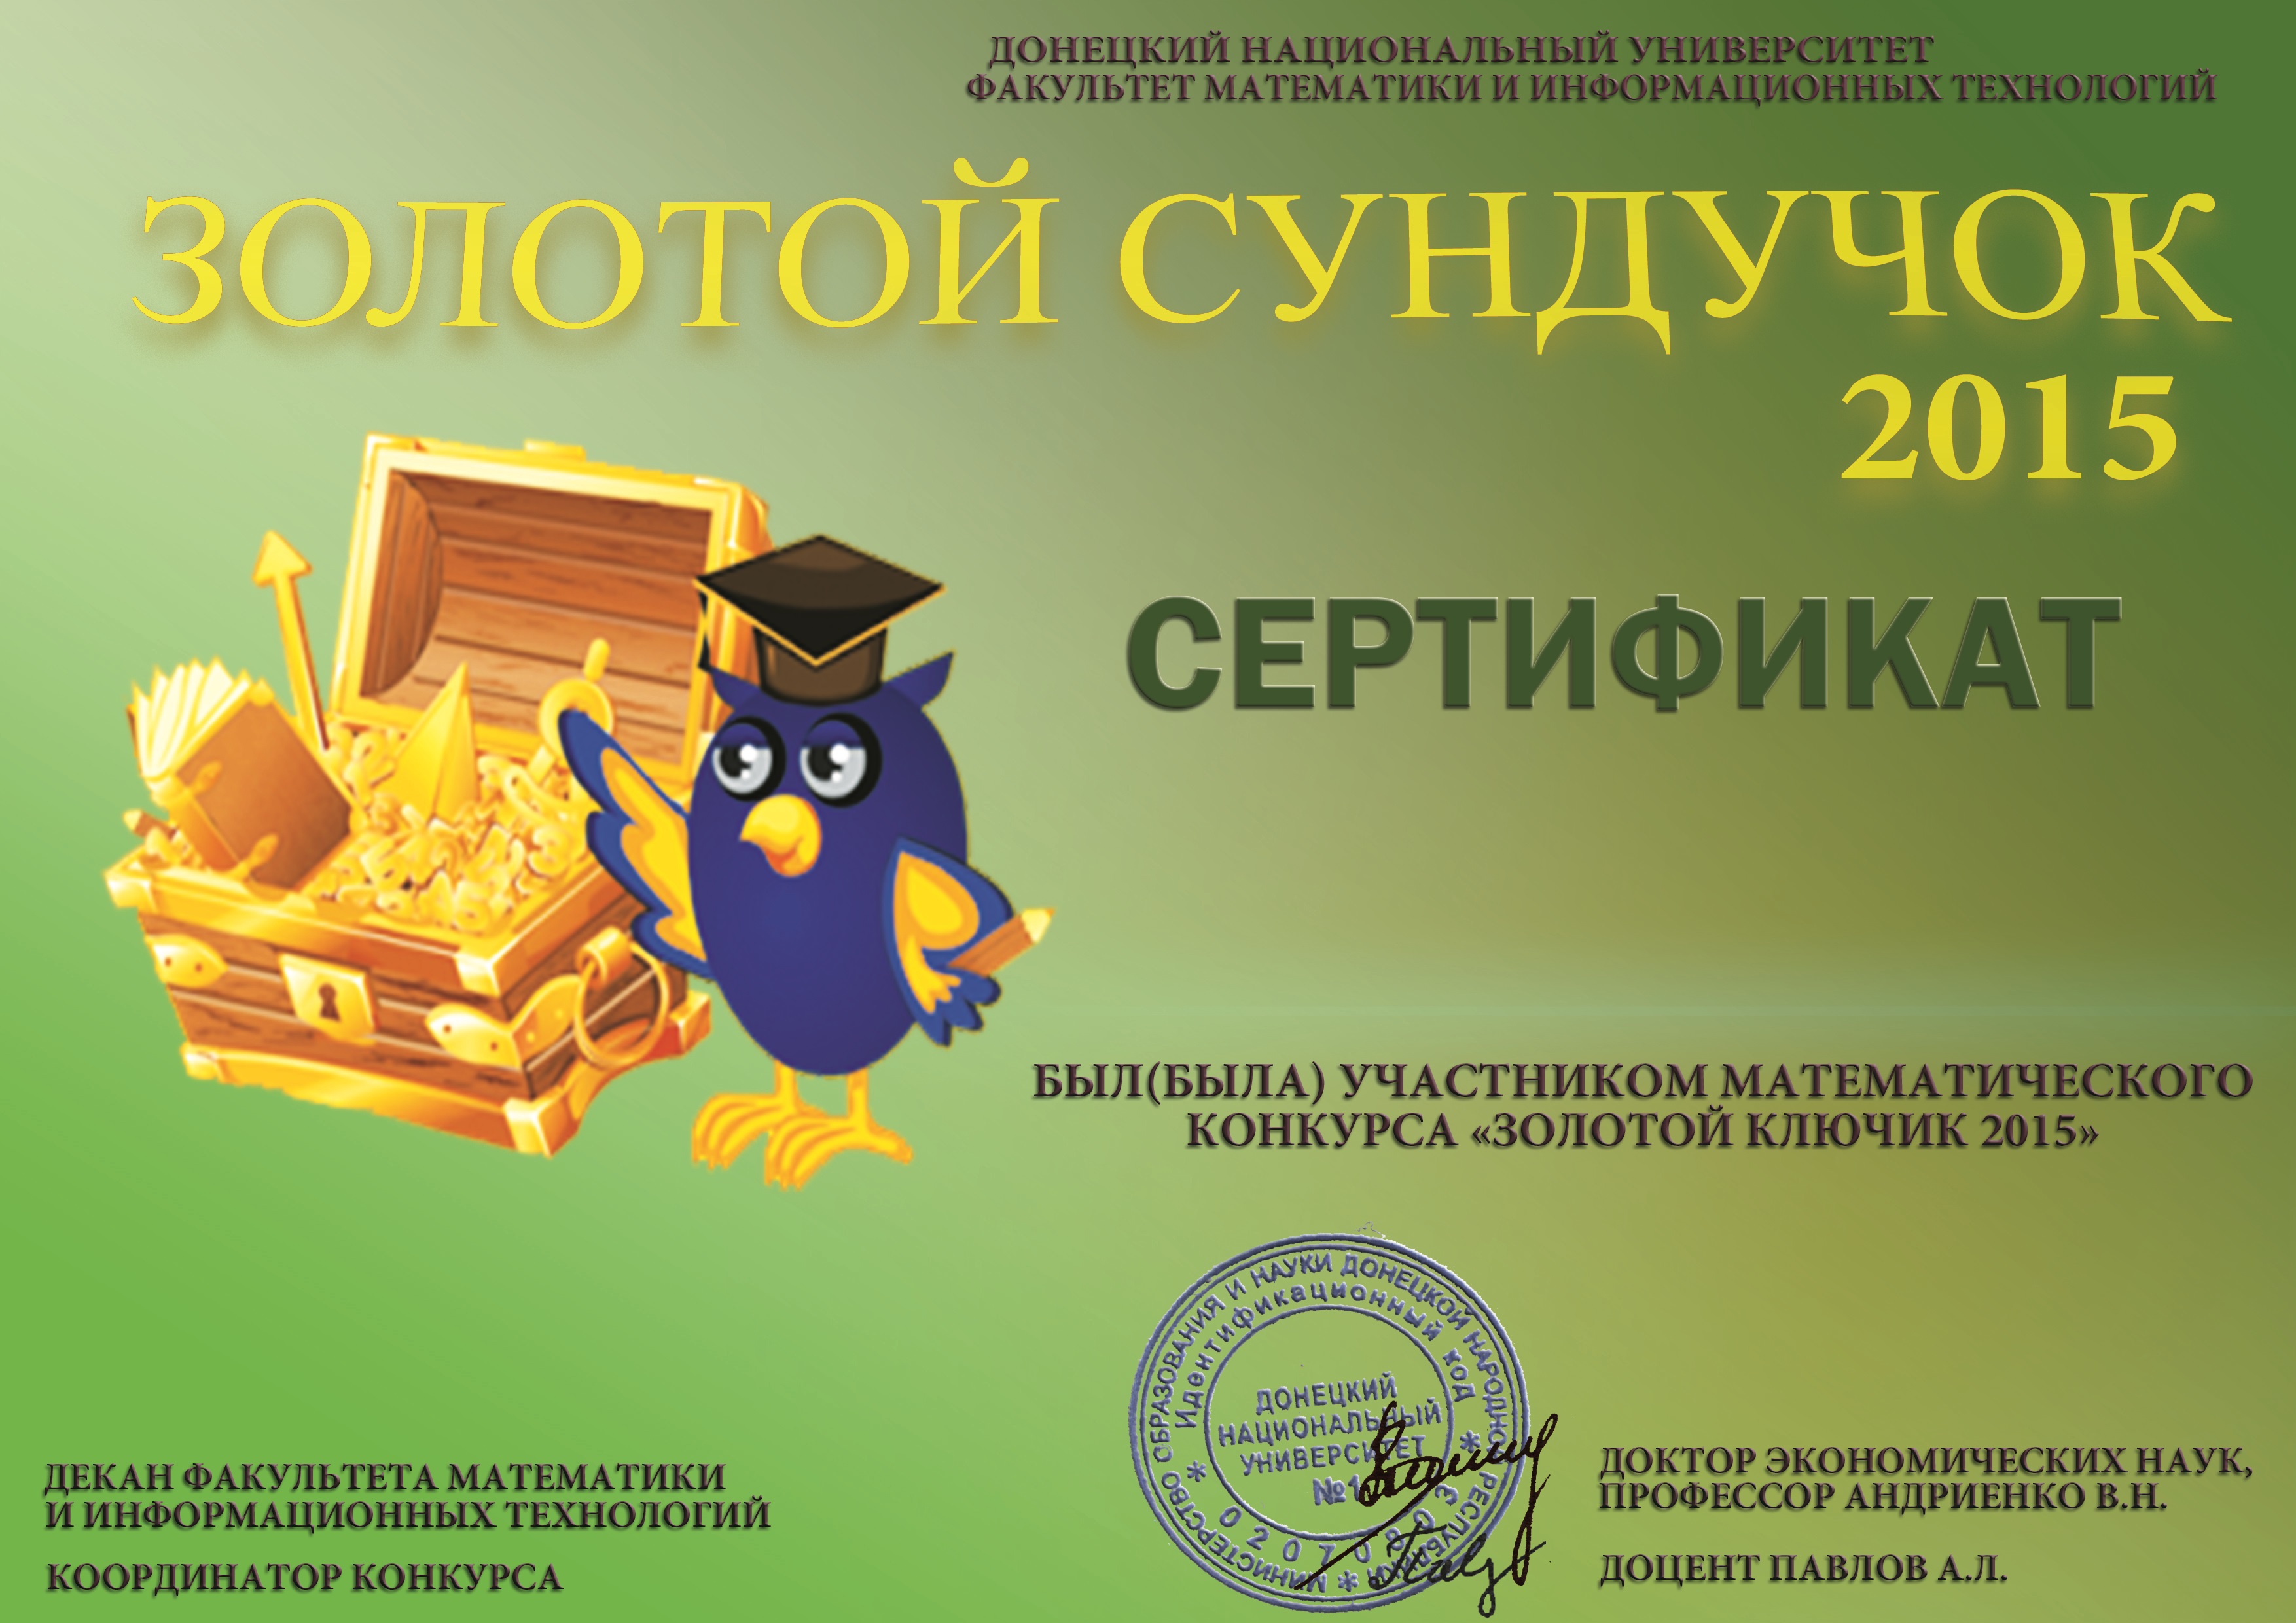 ДОНЕЦКИЙ НАЦИОНАЛЬНЫЙ УНИВЕРСИТЕТ
ФАКУЛЬТЕТ МАТЕМАТИКИ И ИНФОРМАЦИОННЫХ ТЕХНОЛОГИЙ
ЗОЛОТОЙ СУНДУЧОК
2015
СЕРТИФИКАТ
БЫЛ(БЫЛА) УЧАСТНИКОМ МАТЕМАТИЧЕСКОГО
КОНКУРСА «ЗОЛОТОЙ КЛЮЧИК 2015»
МИНИСТЕРСТВО ОБРАЗОВАНИЯ И НАУКИ ДОНЕЦКОЙ НАРОДНОЙ РЕСПУБЛИКИ *
* Идентификационный код *
02070803
ДОНЕЦКИЙ
НАЦИОНАЛЬНЫЙ
УНИВЕРСИТЕТ
№1
ДЕКАН ФАКУЛЬТЕТА МАТЕМАТИКИ
И ИНФОРМАЦИОННЫХ ТЕХНОЛОГИЙ
ДОКТОР ЭКОНОМИЧЕСКИХ НАУК,
ПРОФЕССОР АНДРИЕНКО В.Н.
КООРДИНАТОР КОНКУРСА
ДОЦЕНТ ПАВЛОВ А.Л.